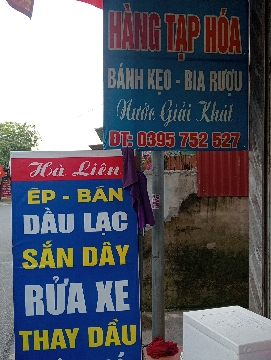 HÀNG TẠP HÓA
BÁNH KẸO - BIA RƯỢU
Nước Giải Khát
ĐT: 0395 752 527
Hà Liên
ÉP - BÁN
DẦU LẠC
SẮN DÂY
RỬA XE
THAY DẦU